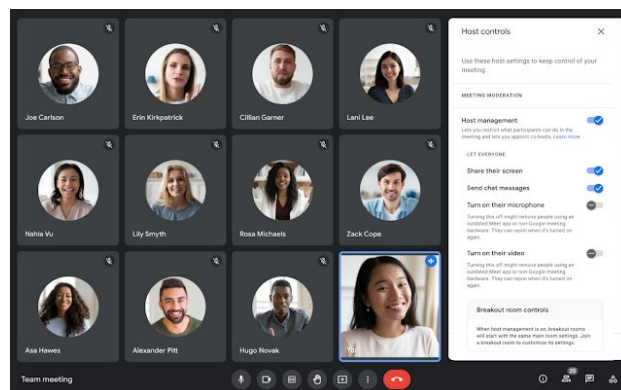 Joe Carlson
Erin Kirkpatrick
Cillian Garner
Lani Lee
Nahia Vu
Lily Smyth
Rosa Michaels
Zack Cope
Asa Hawes
Alexander Pitt
Hugo Novak
You
Team meeting
25
Host controls
Use these host settings to keep control of your
meeting
MEETING MODERATION
Host management
Lets you restrict what participants can do in the
meeting and lets you appoint co-hosts. Learn more
LET EVERYONE
Share their screen
Send chat messages
Turn on their microphone
Turning this off might remove people using an
outdated Meet app or non Google meeting
hardware. They can rejoin when it's turned on
again.
Turn on their video
Turning this off might remove people using an
outdated Meet app or non Google meeting
hardware. They can rejoin when it's turned on
again.
Breakout room controls
When host management is on, breakout rooms
will start with the same main room settings. Join
a breakout room to customize its settings.